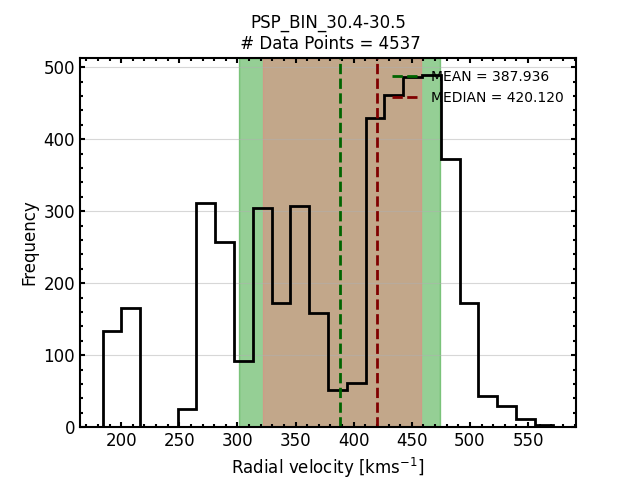 PSP_BIN_30.4-30.5
# Data Points = 4537
MEAN = 387.936
MEDIAN = 420.120
Frequency
500
400
300
200
100
0
200 250 300 350 400 450 500 550
Radial velocity [kms⁻¹]